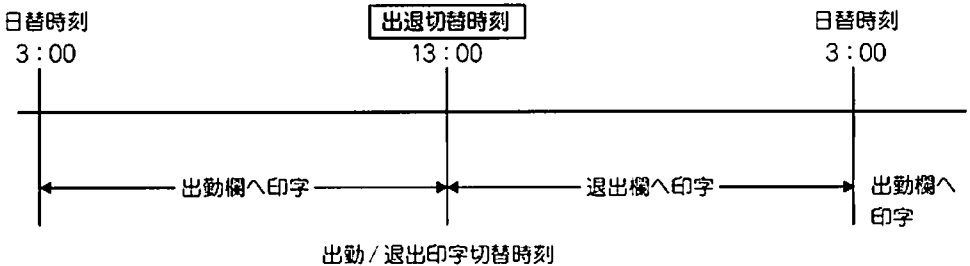 日替時刻
3:00
出退切替時刻
13:00
日替時刻
3:00
出勤欄へ印字
退出欄へ印字
出勤欄へ
印字
出勤/退出印字切替時刻